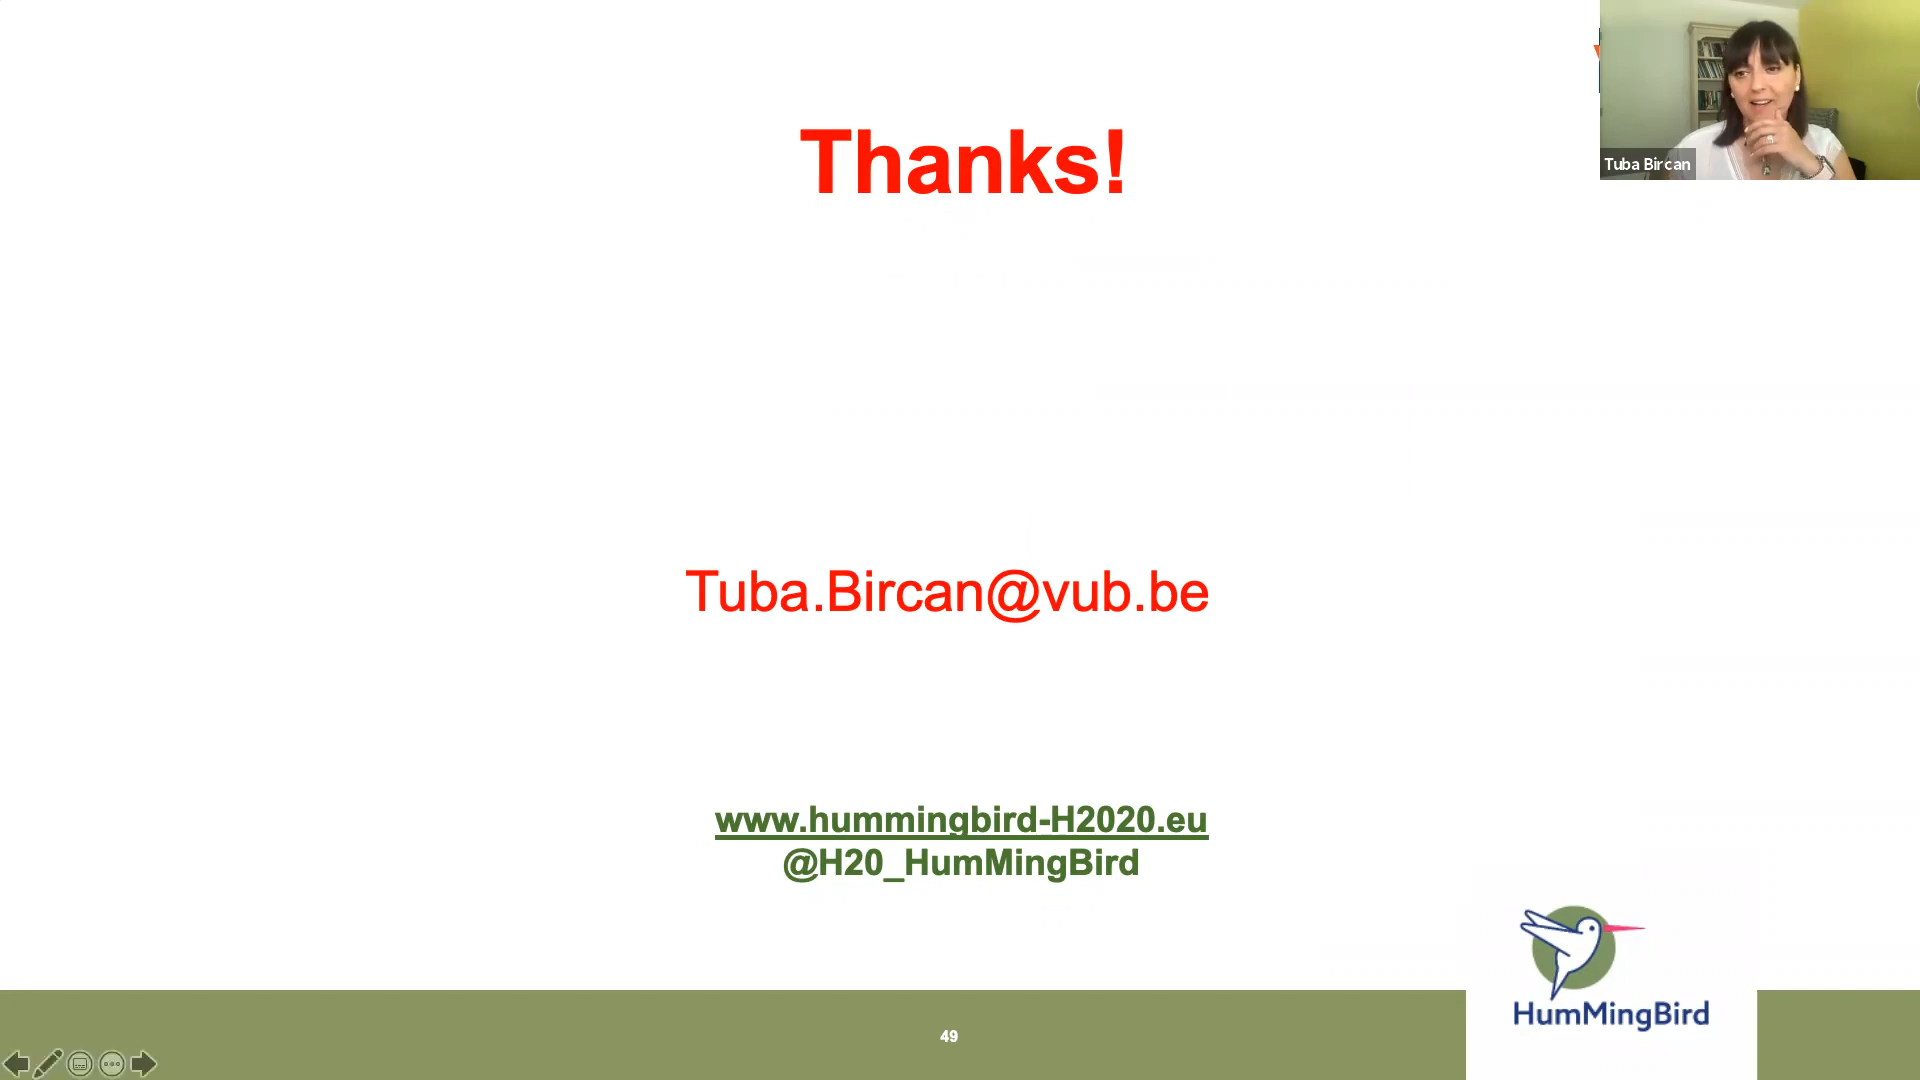 Thanks!
Tuba Bircan
Tuba.Bircan@vub.be
www.hummingbird-H2020.eu
@H20_HumMingBird
HumMingBird
49